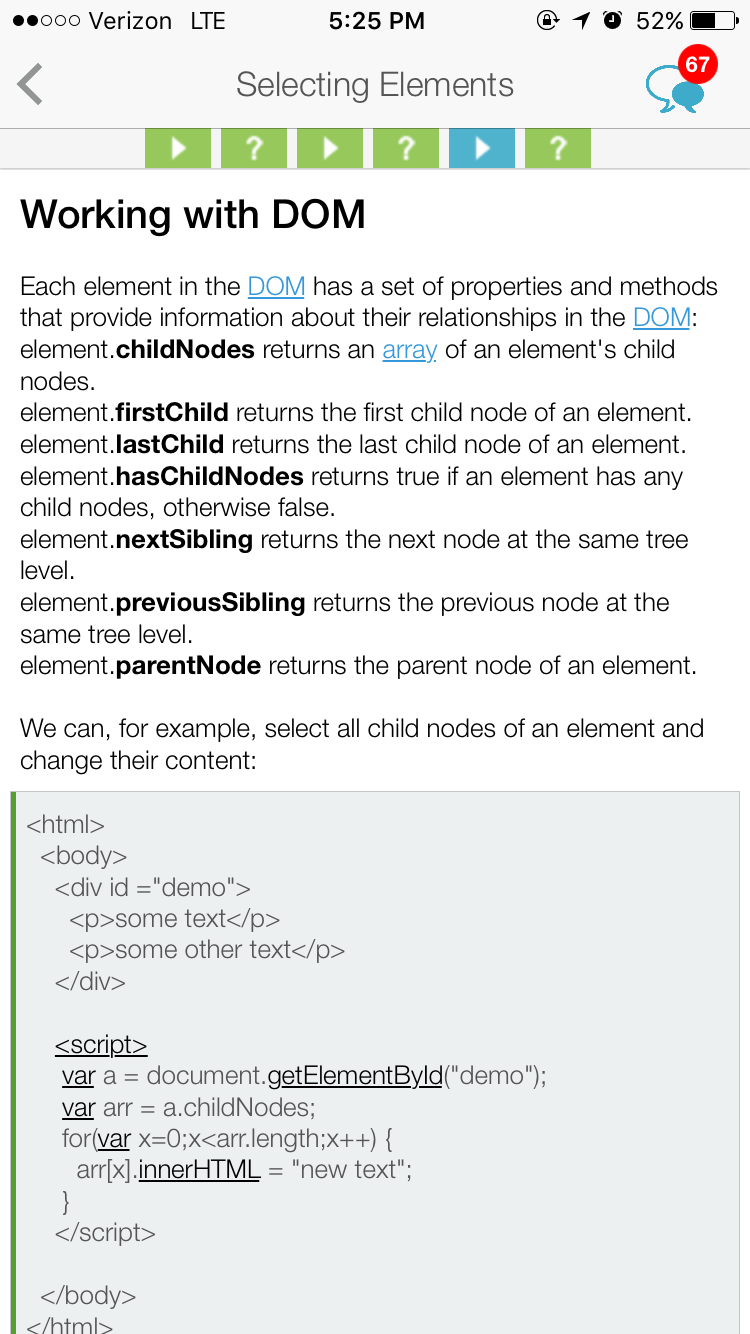 Verizon LTE 5:25 PM 52%
Selecting Elements 67
? ? ?
Working with DOM
Each element in the DOM has a set of properties and methods
that provide information about their relationships in the DOM:
element.childNodes returns an array of an element's child
nodes.
element.firstChild returns the first child node of an element.
element.lastChild returns the last child node of an element.
element.hasChildNodes returns true if an element has any
child nodes, otherwise false.
element.nextSibling returns the next node at the same tree
level.
element.previousSibling returns the previous node at the
same tree level.
element.parentNode returns the parent node of an element.
We can, for example, select all child nodes of an element and
change their content:
<html>
<body>
<div id ="demo">
<p>some text</p>
<p>some other text</p>
</div>
<script>
var a = document.getElementById("demo");
var arr = a.childNodes;
for(var x=0;x<arr.length;x++) {
arr[x].innerHTML = "new text";
}
</script>
</body>
</html>